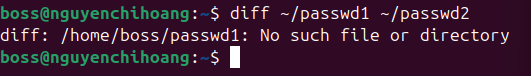 boss@nguyenchihoang:~$ diff ~/passwd1 ~/passwd2
diff: /home/boss/passwd1: No such file or directory
boss@nguyenchihoang:~$